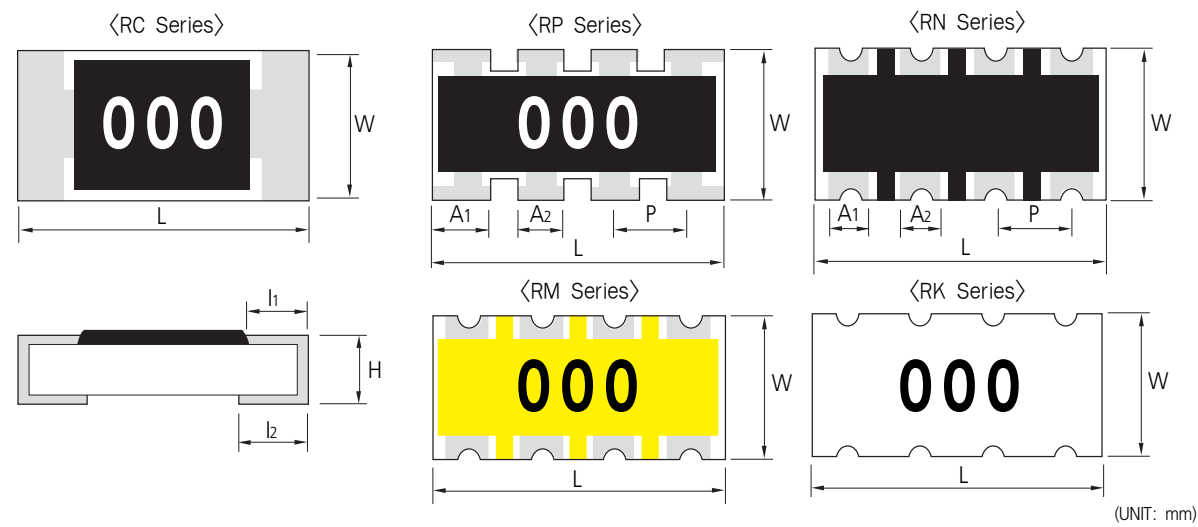 〈RC Series〉
000
W
L
l1
H
l2
〈RP Series〉
000
W
A1 A2 P
L
〈RN Series〉
W
A1 A2 P
L
〈RM Series〉
000
W
L
〈RK Series〉
000
W
L
(UNIT: mm)